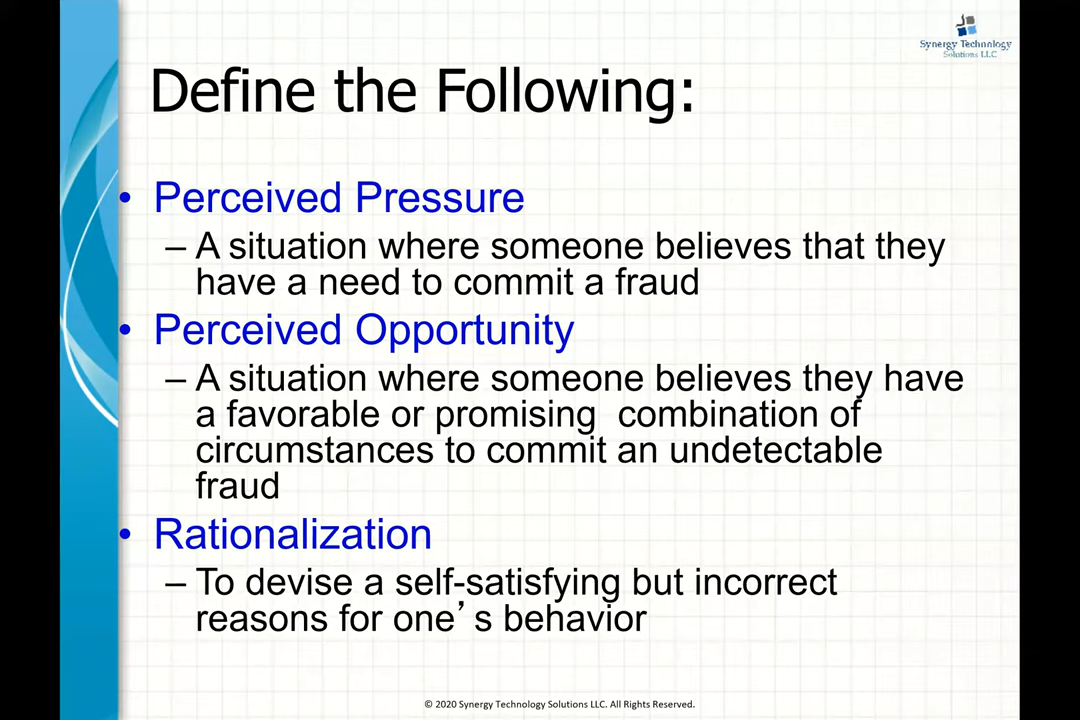 Synergy Technology
Solutions LLC
Define the Following:
• Perceived Pressure
– A situation where someone believes that they
have a need to commit a fraud
• Perceived Opportunity
– A situation where someone believes they have
a favorable or promising  combination of
circumstances to commit an undetectable
fraud
• Rationalization
– To devise a self-satisfying but incorrect
reasons for one’s behavior
© 2020 Synergy Technology Solutions LLC. All Rights Reserved.